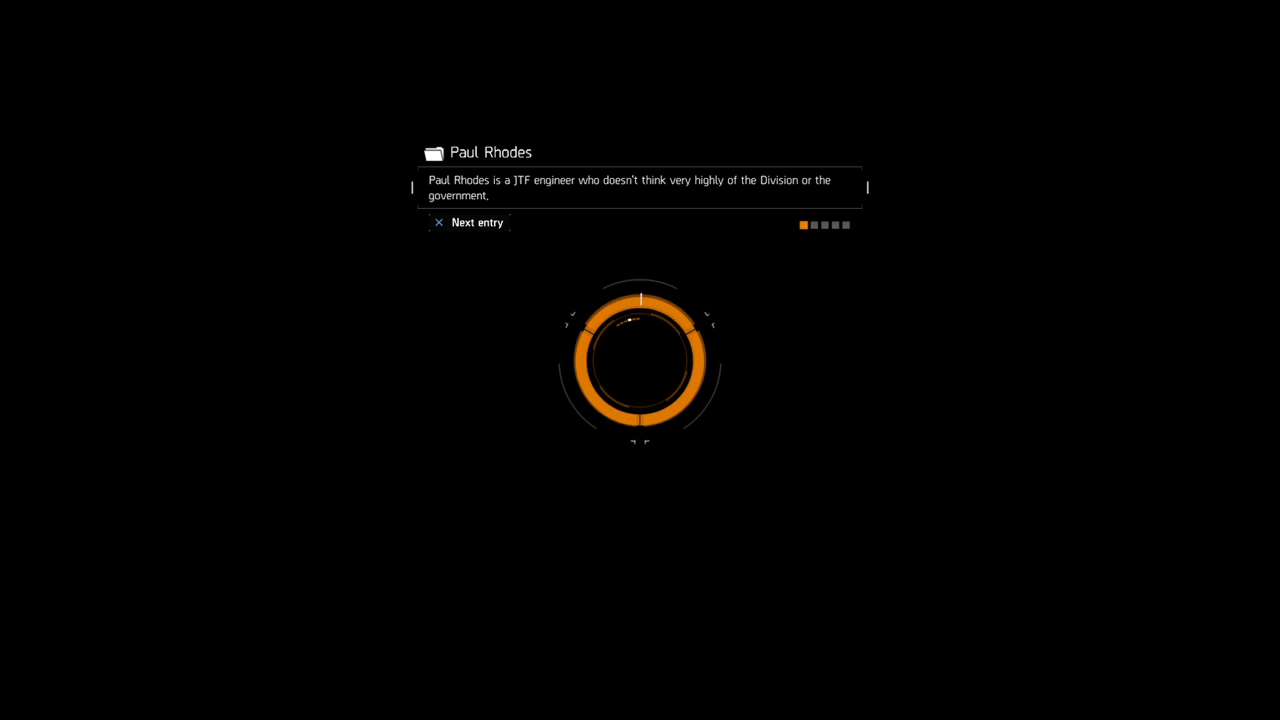 Paul Rhodes
Paul Rhodes is a JTF engineer who doesn't think very highly of the Division or the
government.
Next entry